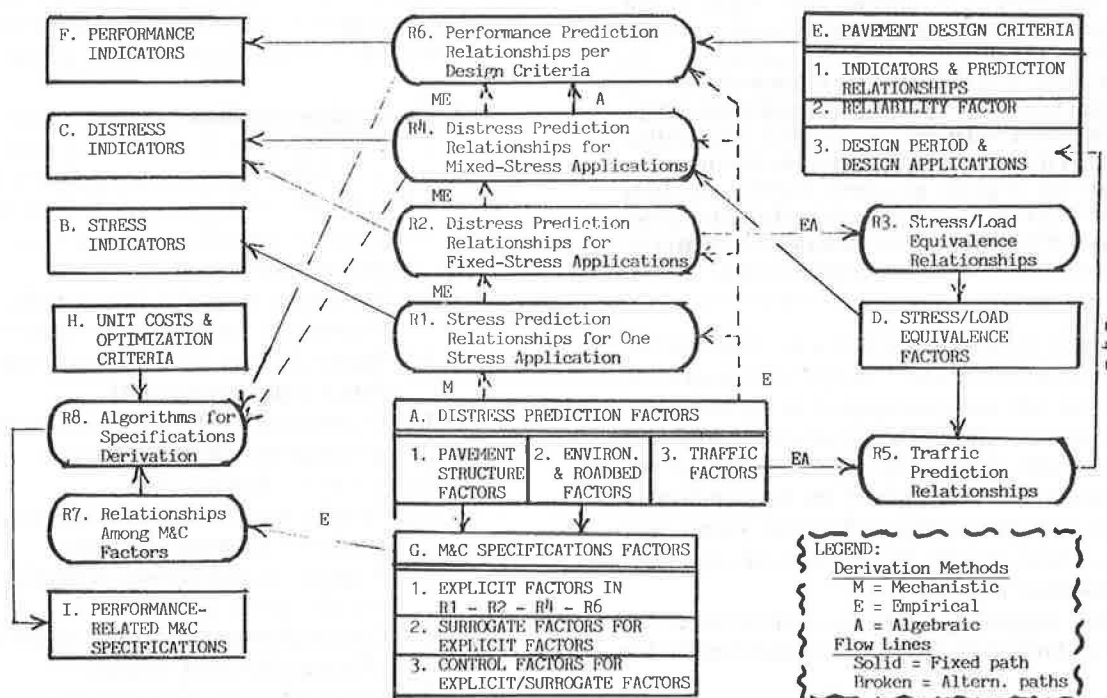 F. PERFORMANCE
INDICATORS
R6. Performance Prediction
Relationships per
Design Criteria
E. PAVEMENT DESIGN CRITERIA
1. INDICATORS & PREDICTION
RELATIONSHIPS
2. RELIABILITY FACTOR
3. DESIGN PERIOD &
DESIGN APPLICATIONS
ME
A
C. DISTRESS
INDICATORS
R4. Distress Prediction
Relationships for
Mixed-Stress Applications
ME
B. STRESS
INDICATORS
R2. Distress Prediction
Relationships for
Fixed-Stress Applications
EA
R3. Stress/Load
Equivalence
Relationships
ME
H. UNIT COSTS &
OPTIMIZATION
CRITERIA
R1. Stress Prediction
Relationships for One
Stress Application
D. STRESS/LOAD
EQUIVALENCE
FACTORS
M
E
R8. Algorithms for
Specifications
Derivation
A. DISTRESS PREDICTION FACTORS
1. PAVEMENT
STRUCTURE
FACTORS
2. ENVIRON.
& ROADBED
FACTORS
3. TRAFFIC
FACTORS
EA
R5. Traffic
Prediction
Relationships
R7. Relationships
Among M&C
Factors
E
G. M&C SPECIFICATIONS FACTORS
1. EXPLICIT FACTORS IN
R1 - R2 - R4 - R6
2. SURROGATE FACTORS FOR
EXPLICIT FACTORS
3. CONTROL FACTORS FOR
EXPLICIT/SURROGATE FACTORS
I. PERFORMANCE-
RELATED M&C
SPECIFICATIONS
LEGEND:
Derivation Methods
M = Mechanistic
E = Empirical
A = Algebraic
Flow Lines
Solid = Fixed path
Broken = Altern. paths